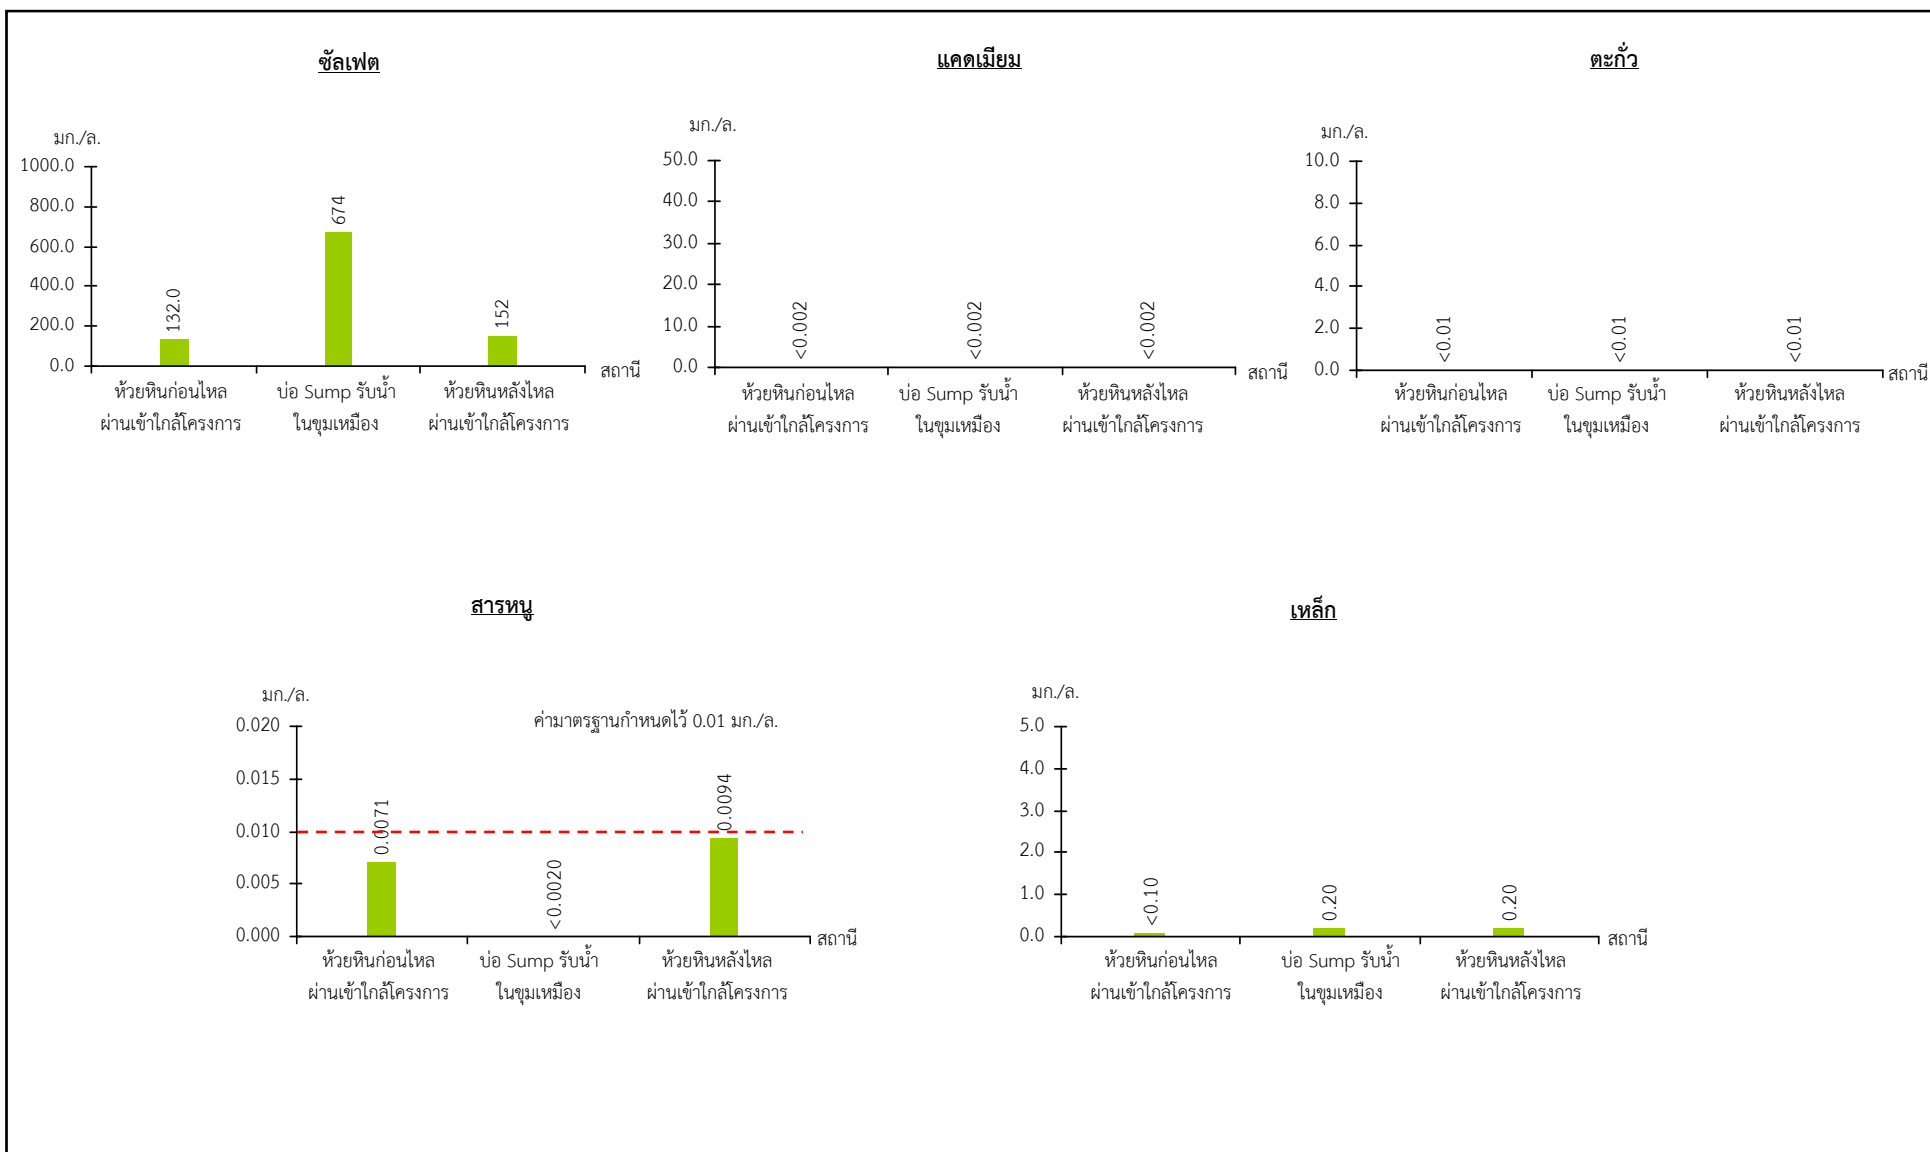 ซัลเฟต
มก./ล.
1000.0
800.0
600.0
400.0
200.0
0.0
132.0
674
152
สถานี
ห้วยหินก่อนไหล
ผ่านเข้าใกล้โครงการ
บ่อ Sump รับน้ำ
ในขุมเหมือง
ห้วยหินหลังไหล
ผ่านเข้าใกล้โครงการ
แคดเมียม
มก./ล.
50.0
40.0
30.0
20.0
10.0
0.0
<0.002
<0.002
<0.002
สถานี
ห้วยหินก่อนไหล
ผ่านเข้าใกล้โครงการ
บ่อ Sump รับน้ำ
ในขุมเหมือง
ห้วยหินหลังไหล
ผ่านเข้าใกล้โครงการ
ตะกั่ว
มก./ล.
10.0
8.0
6.0
4.0
2.0
0.0
<0.01
<0.01
<0.01
สถานี
ห้วยหินก่อนไหล
ผ่านเข้าใกล้โครงการ
บ่อ Sump รับน้ำ
ในขุมเหมือง
ห้วยหินหลังไหล
ผ่านเข้าใกล้โครงการ
สารหนู
มก./ล.
ค่ามาตรฐานกำหนดไว้ 0.01 มก./ล.
0.020
0.015
0.010
0.005
0.000
0.0071
<0.0020
0.0094
สถานี
ห้วยหินก่อนไหล
ผ่านเข้าใกล้โครงการ
บ่อ Sump รับน้ำ
ในขุมเหมือง
ห้วยหินหลังไหล
ผ่านเข้าใกล้โครงการ
เหล็ก
มก./ล.
5.0
4.0
3.0
2.0
1.0
0.0
<0.10
0.20
0.20
สถานี
ห้วยหินก่อนไหล
ผ่านเข้าใกล้โครงการ
บ่อ Sump รับน้ำ
ในขุมเหมือง
ห้วยหินหลังไหล
ผ่านเข้าใกล้โครงการ